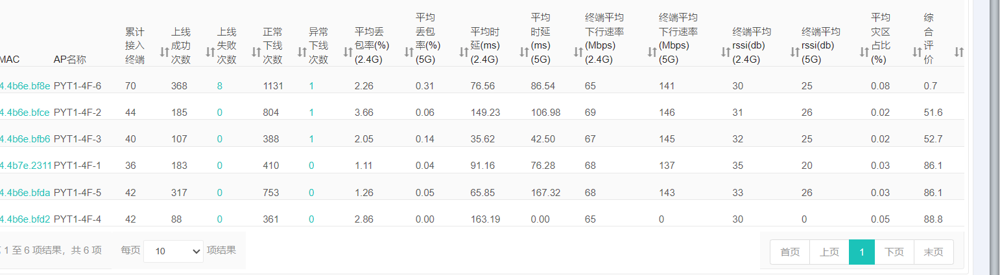 MAC AP名称 累计接入终端 上线成功次数 上线失败次数 正常下线次数 异常下线次数 平均丢包率(%)(2.4G) 平均丢包率(%)(5G) 平均时延(ms)(2.4G) 平均时延(ms)(5G) 终端平均下行速率(Mbps)(2.4G) 终端平均下行速率(Mbps)(5G) 终端平均rssi(db)(2.4G) 终端平均rssi(db)(5G) 平均灾区占比(%) 综合评价
4.4b6e.bf8e PYT1-4F-6 70 368 8 1131 1 2.26 0.31 76.56 86.54 65 141 30 25 0.08 0.7
4.4b6e.bfce PYT1-4F-2 44 185 0 804 1 3.66 0.06 149.23 106.98 69 146 31 26 0.02 51.6
4.4b6e.bfb6 PYT1-4F-3 40 107 0 388 1 2.05 0.14 35.62 42.50 67 145 32 25 0.02 52.7
4.4b7e.2311 PYT1-4F-1 36 183 0 410 0 1.11 0.04 91.16 76.28 68 137 35 20 0.03 86.1
4.4b6e.bfda PYT1-4F-5 42 317 0 753 0 1.26 0.05 65.85 167.32 68 143 33 26 0.03 86.1
4.4b6e.bfd2 PYT1-4F-4 42 88 0 361 0 2.86 0.00 163.19 0.00 65 0 30 0 0.05 88.8
1 至 6 项结果，共 6 项 每页 10 项结果 首页 上页 1 下页 末页